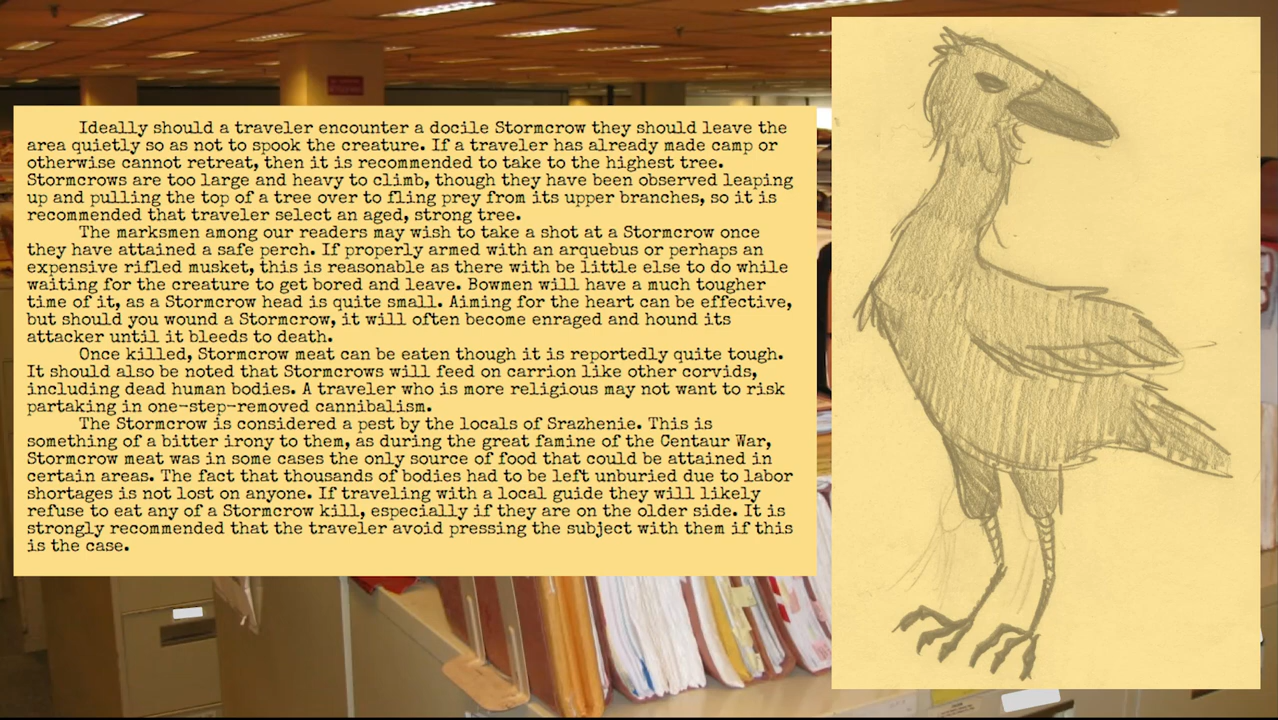 Ideally should a traveler encounter a docile Stormcrow they should leave the
area quietly so as not to spook the creature. If a traveler has already made camp or
otherwise cannot retreat, then it is recommended to take to the highest tree.
Stormcrows are too large and heavy to climb, though they have been observed leaping
up and pulling the top of a tree over to fling prey from its upper branches, so it is
recommended that traveler select an aged, strong tree.
The marksmen among our readers may wish to take a shot at a Stormcrow once
they have attained a safe perch. If properly armed with an arquebus or perhaps an
expensive rifled musket, this is reasonable as there with be little else to do while
waiting for the creature to get bored and leave. Bowmen will have a much tougher
time of it, as a Stormcrow head is quite small. Aiming for the heart can be effective,
but should you wound a Stormcrow, it will often become enraged and hound its
attacker until it bleeds to death.
Once killed, Stormcrow meat can be eaten though it is reportedly quite tough.
It should also be noted that Stormcrows will feed on carrion like other corvids,
including dead human bodies. A traveler who is more religious may not want to risk
partaking in one-step-removed cannibalism.
The Stormcrow is considered a pest by the locals of Srazhenie. This is
something of a bitter irony to them, as during the great famine of the Centaur War,
Stormcrow meat was in some cases the only source of food that could be attained in
certain areas. The fact that thousands of bodies had to be left unburied due to labor
shortages is not lost on anyone. If traveling with a local guide they will likely
refuse to eat any of a Stormcrow kill, especially if they are on the older side. It is
strongly recommended that the traveler avoid pressing the subject with them if this
is the case.